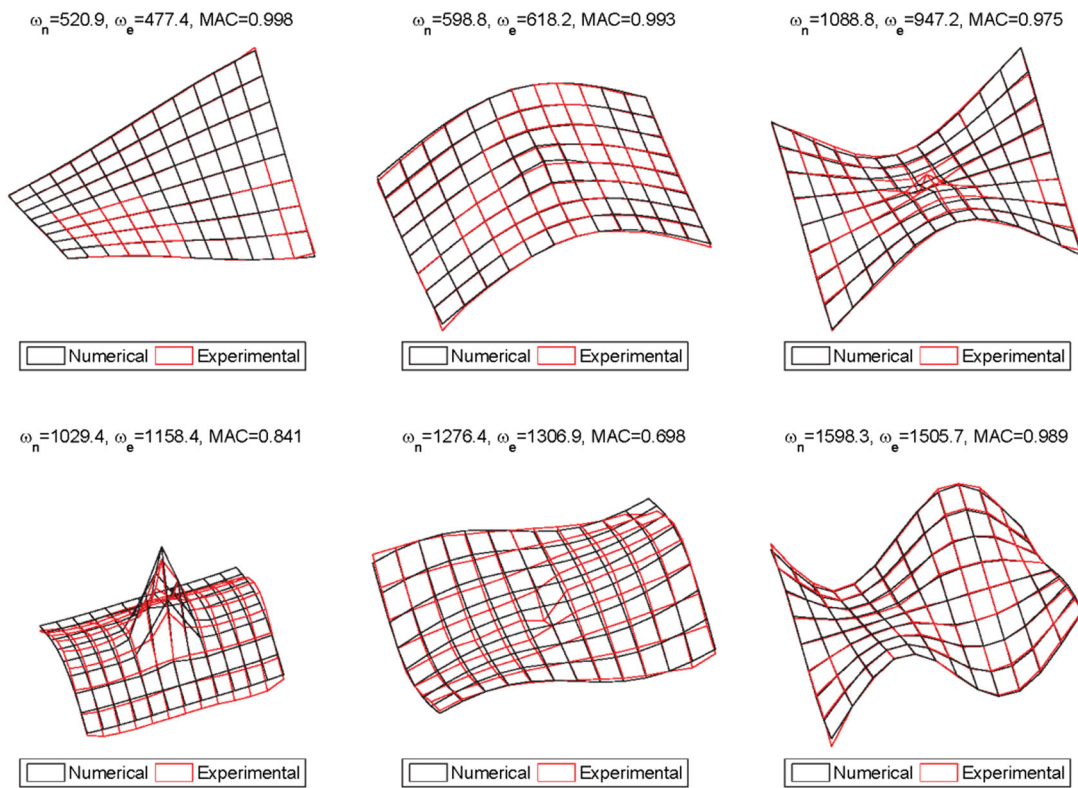 ωn=520.9, ωe=477.4, MAC=0.998
ωn=598.8, ωe=618.2, MAC=0.993
ωn=1088.8, ωe=947.2, MAC=0.975
Numerical Experimental
Numerical Experimental
Numerical Experimental
ωn=1029.4, ωe=1158.4, MAC=0.841
ωn=1276.4, ωe=1306.9, MAC=0.698
ωn=1598.3, ωe=1505.7, MAC=0.989
Numerical Experimental
Numerical Experimental
Numerical Experimental